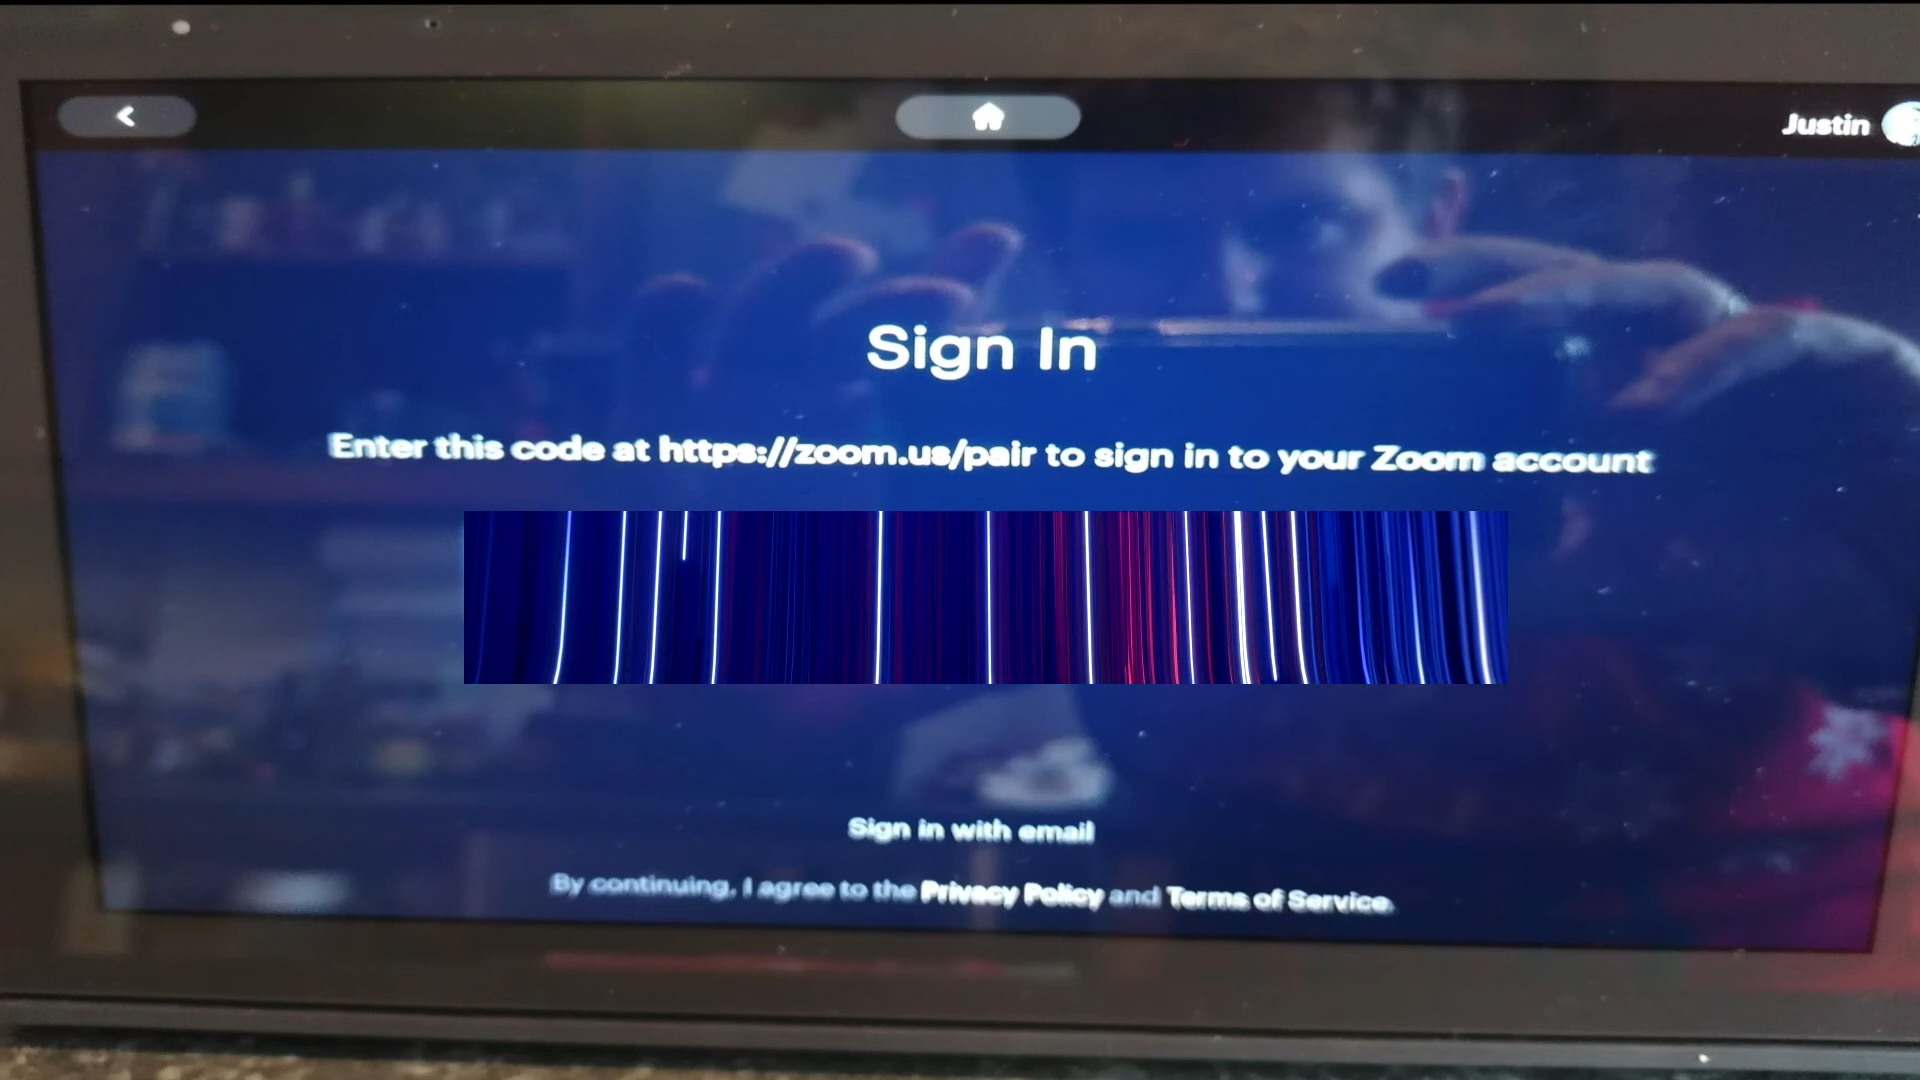 Justin
Sign In
Enter this code at https://zoom.us/pair to sign in to your Zoom account
Sign in with email
By continuing, I agree to the Privacy Policy and Terms of Service.